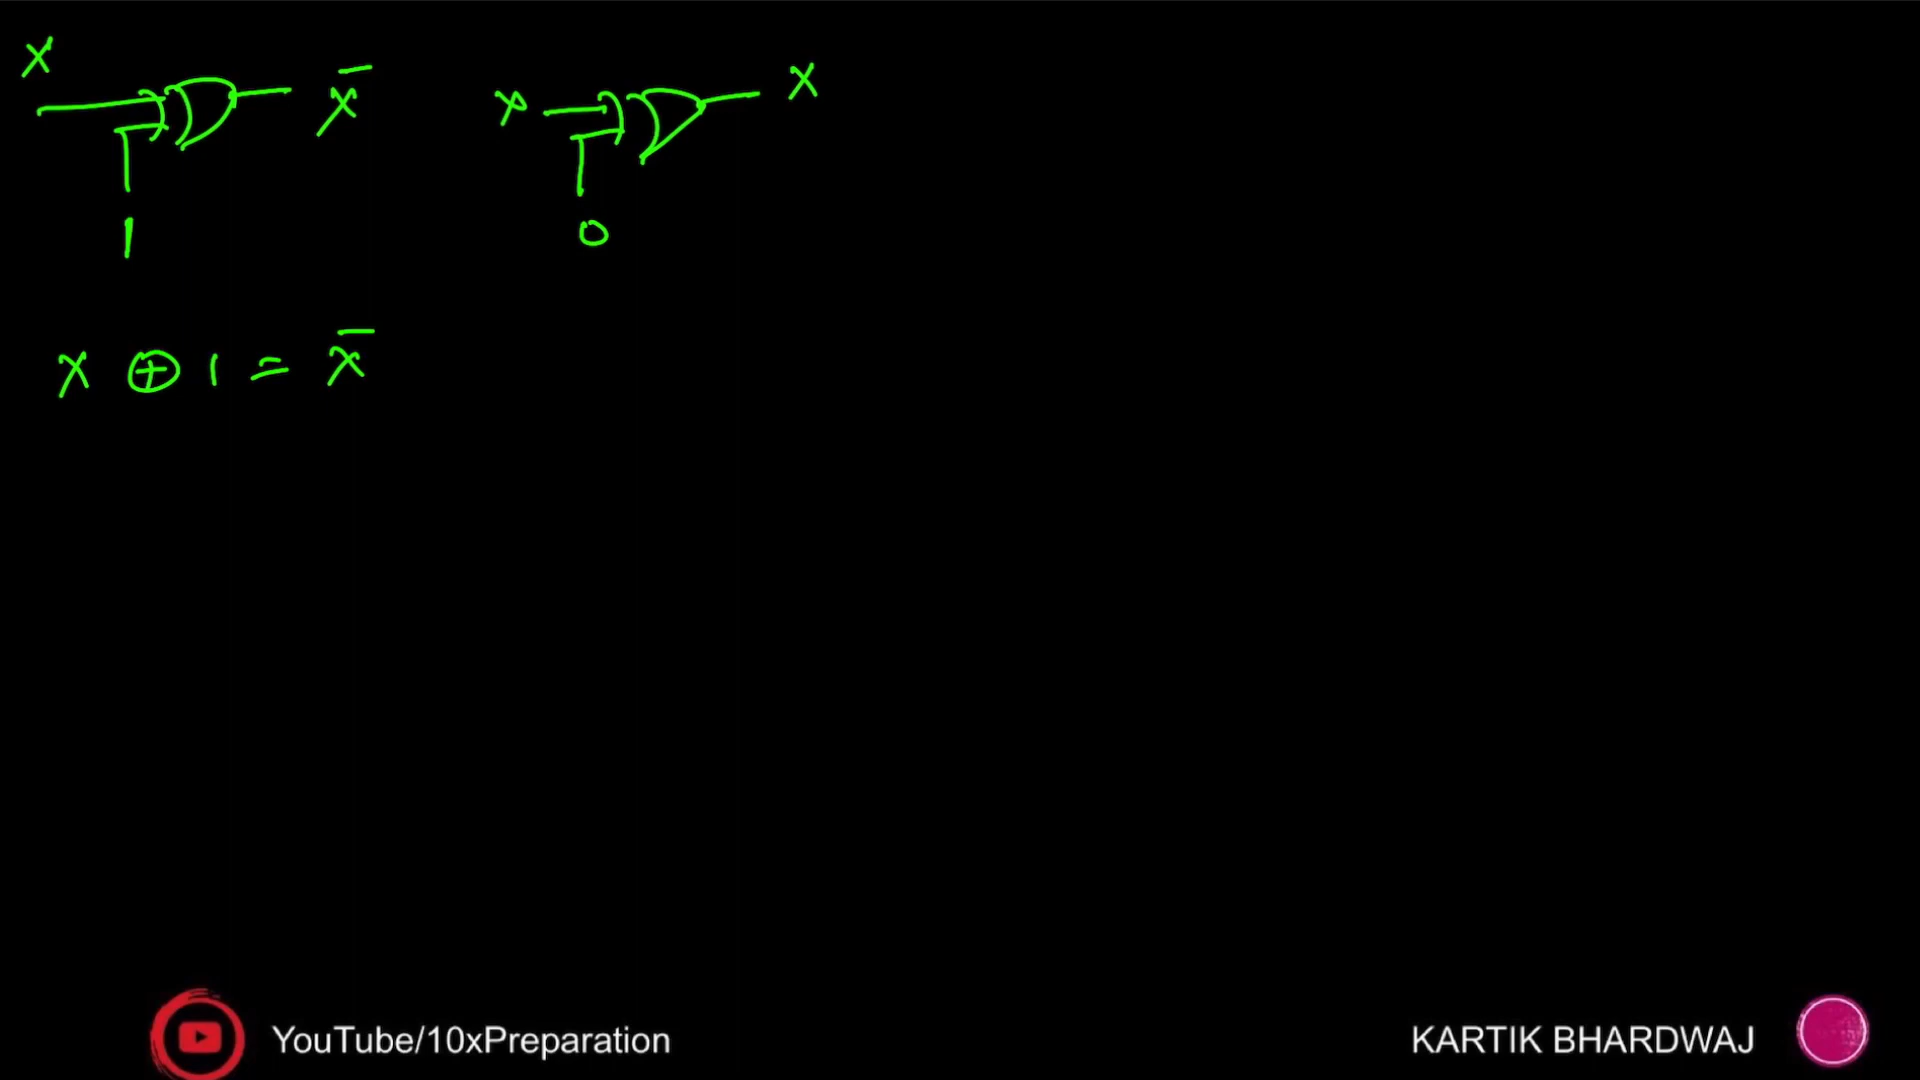 X
X̄
x
X
1
0
X ⊕ 1 = X̄
YouTube/10xPreparation
KARTIK BHARDWAJ